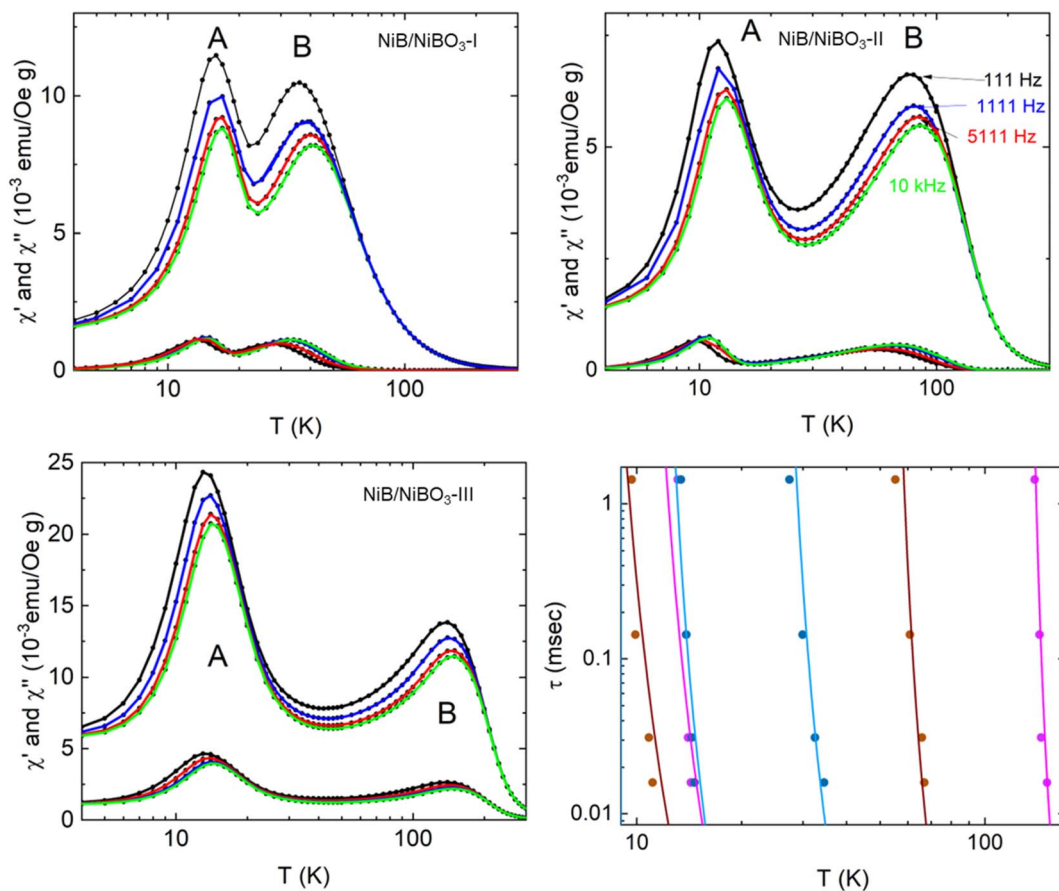 A
B
NiB/NiBO₃-I
χ' and χ'' (10⁻³ emu/Oe g)
10
5
0
10
100
T (K)
A
B
NiB/NiBO₃-II
111 Hz
1111 Hz
5111 Hz
10 kHz
χ' and χ'' (10⁻³emu/Oe g)
5
0
10
100
T (K)
NiB/NiBO₃-III
A
B
χ' and χ'' (10⁻³emu/Oe g)
25
20
15
10
5
0
10
100
T (K)
τ (msec)
1
0.1
0.01
10
100
T (K)